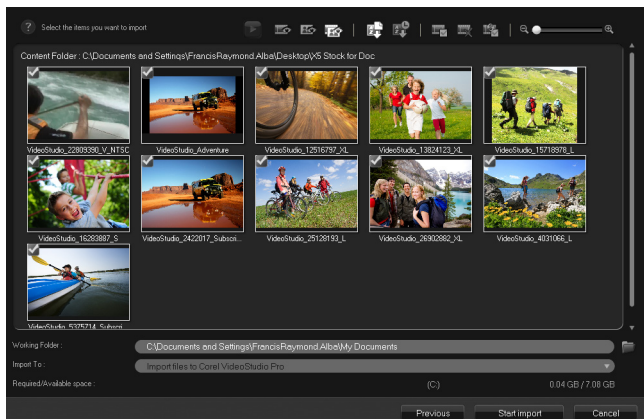 Select the items you want to import
Content Folder : C:\Documents and Settings\FrancisRaymond.Alba\Desktop\X5 Stock for Doc
VideoStudio_22809390_V_NTSC
VideoStudio_Adventure
VideoStudio_12516797_XL
VideoStudio_13824123_XL
VideoStudio_15718978_L
VideoStudio_16283887_S
VideoStudio_2422017_Subscri...
VideoStudio_25128193_L
VideoStudio_26902882_XL
VideoStudio_4031066_L
VideoStudio_5375714_Subscri
Working Folder :
C:\Documents and Settings\FrancisRaymond.Alba\My Documents
Import To :
Import files to Corel VideoStudio Pro
Required/Available space :
(C:)
0.04 GB / 7.08 GB
Previous
Start import
Cancel